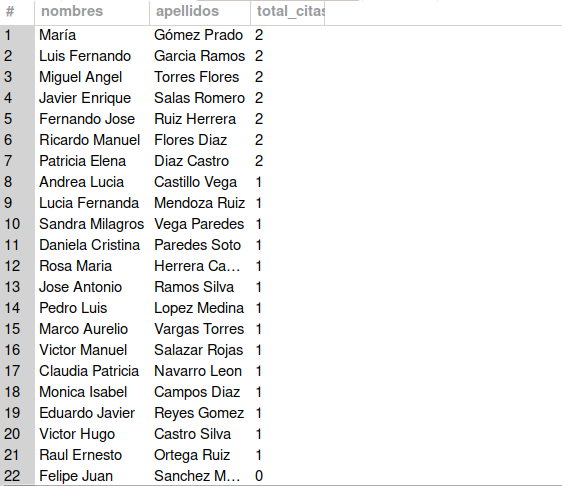 # nombres apellidos total_citas
1 María Gómez Prado 2
2 Luis Fernando Garcia Ramos 2
3 Miguel Angel Torres Flores 2
4 Javier Enrique Salas Romero 2
5 Fernando Jose Ruiz Herrera 2
6 Ricardo Manuel Flores Diaz 2
7 Patricia Elena Diaz Castro 2
8 Andrea Lucia Castillo Vega 1
9 Lucia Fernanda Mendoza Ruiz 1
10 Sandra Milagros Vega Paredes 1
11 Daniela Cristina Paredes Soto 1
12 Rosa Maria Herrera Ca... 1
13 Jose Antonio Ramos Silva 1
14 Pedro Luis Lopez Medina 1
15 Marco Aurelio Vargas Torres 1
16 Victor Manuel Salazar Rojas 1
17 Claudia Patricia Navarro Leon 1
18 Monica Isabel Campos Diaz 1
19 Eduardo Javier Reyes Gomez 1
20 Victor Hugo Castro Silva 1
21 Raul Ernesto Ortega Ruiz 1
22 Felipe Juan Sanchez M... 0